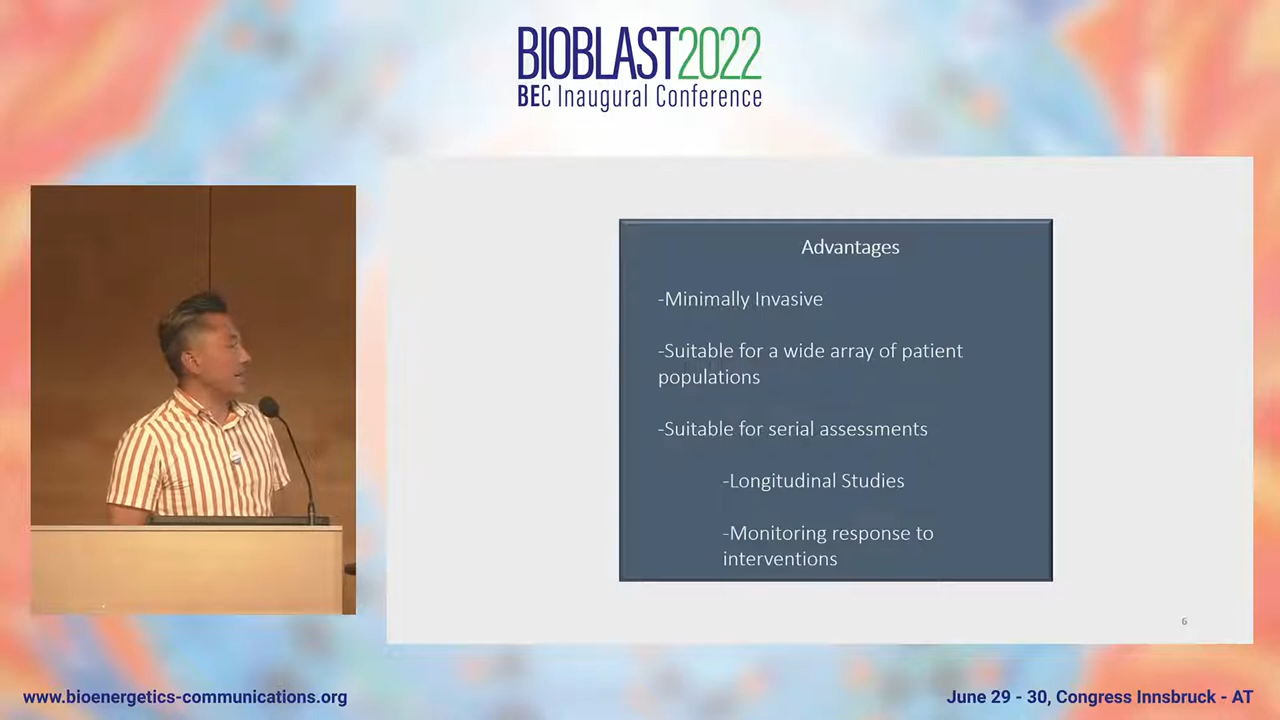 BIOBLAST2022
BEC Inaugural Conference
Advantages
-Minimally Invasive
-Suitable for a wide array of patient
populations
-Suitable for serial assessments
-Longitudinal Studies
-Monitoring response to
interventions
6
www.bioenergetics-communications.org
June 29 - 30, Congress Innsbruck - AT